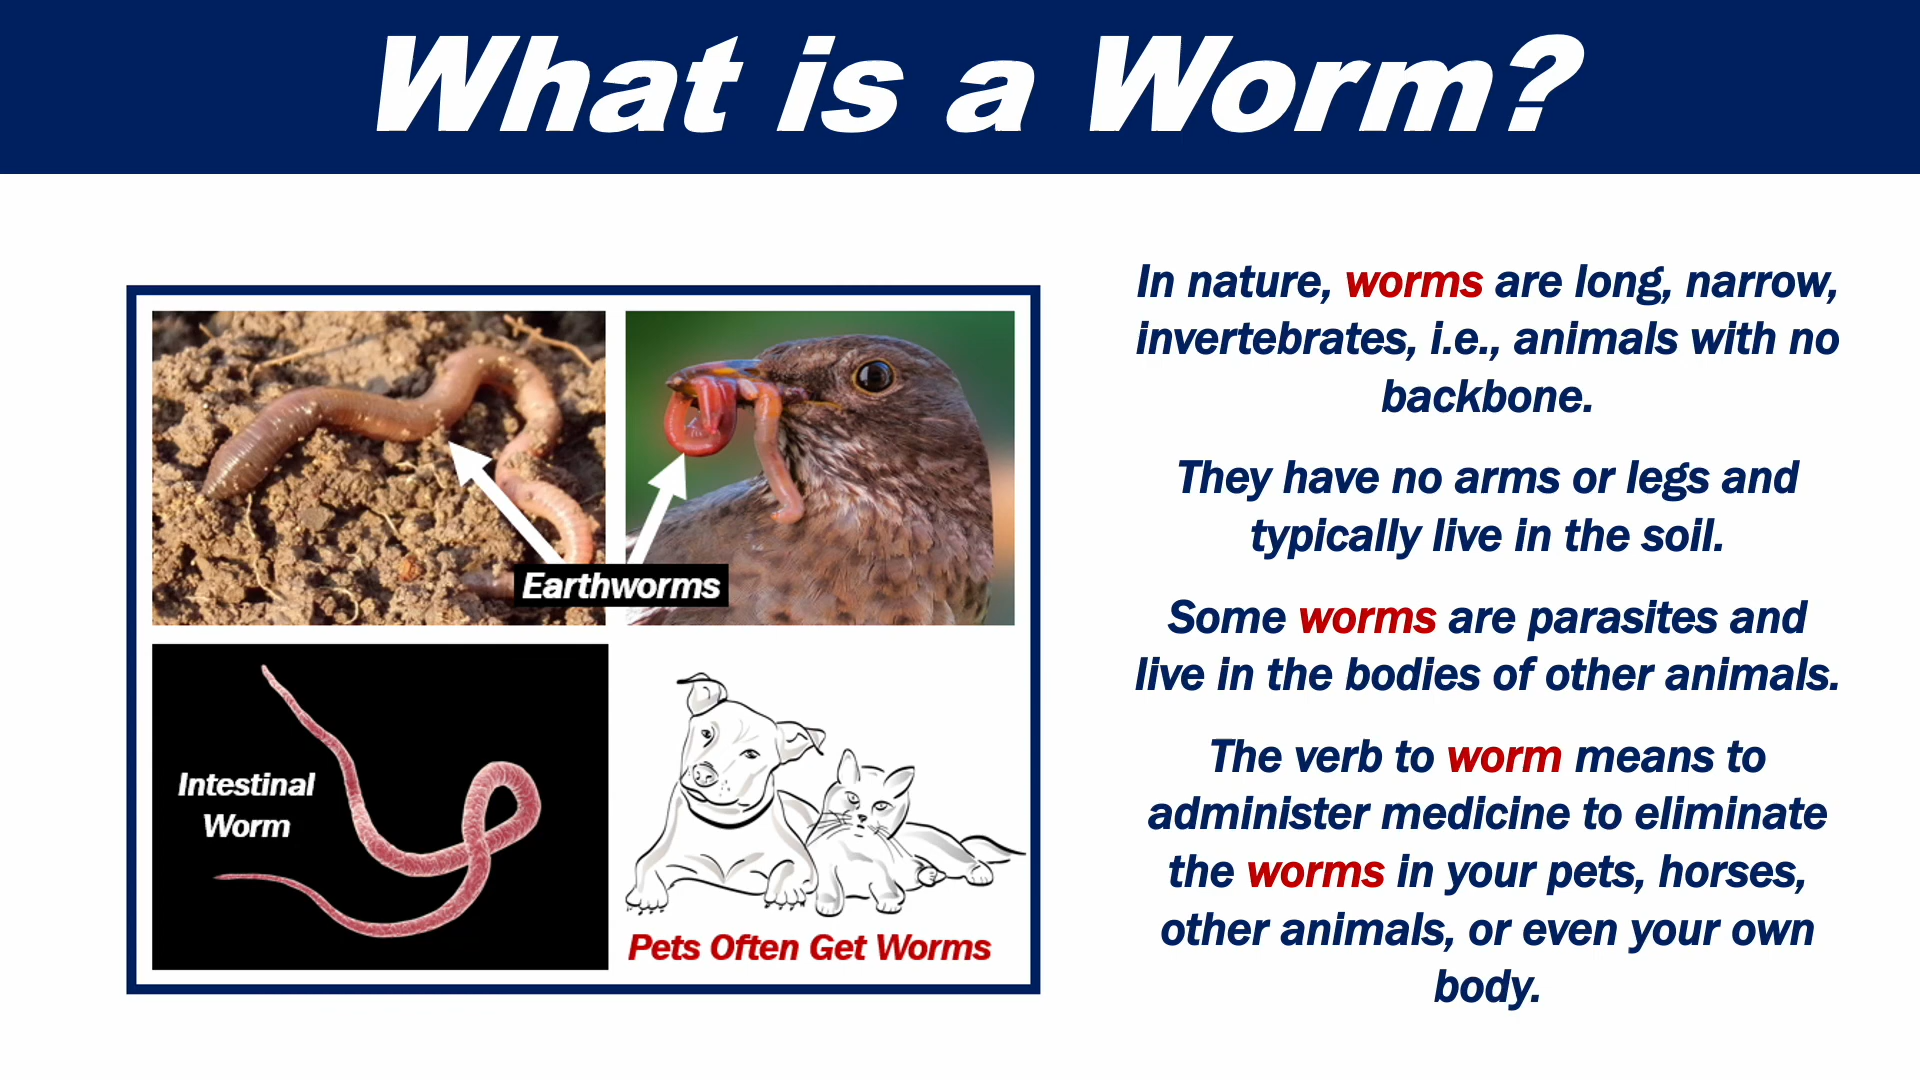 What is a Worm?
In nature, worms are long, narrow,
invertebrates, i.e., animals with no
backbone.
They have no arms or legs and
typically live in the soil.
Some worms are parasites and
live in the bodies of other animals.
The verb to worm means to
administer medicine to eliminate
the worms in your pets, horses,
other animals, or even your own
body.
Earthworms
Intestinal
Worm
Pets Often Get Worms